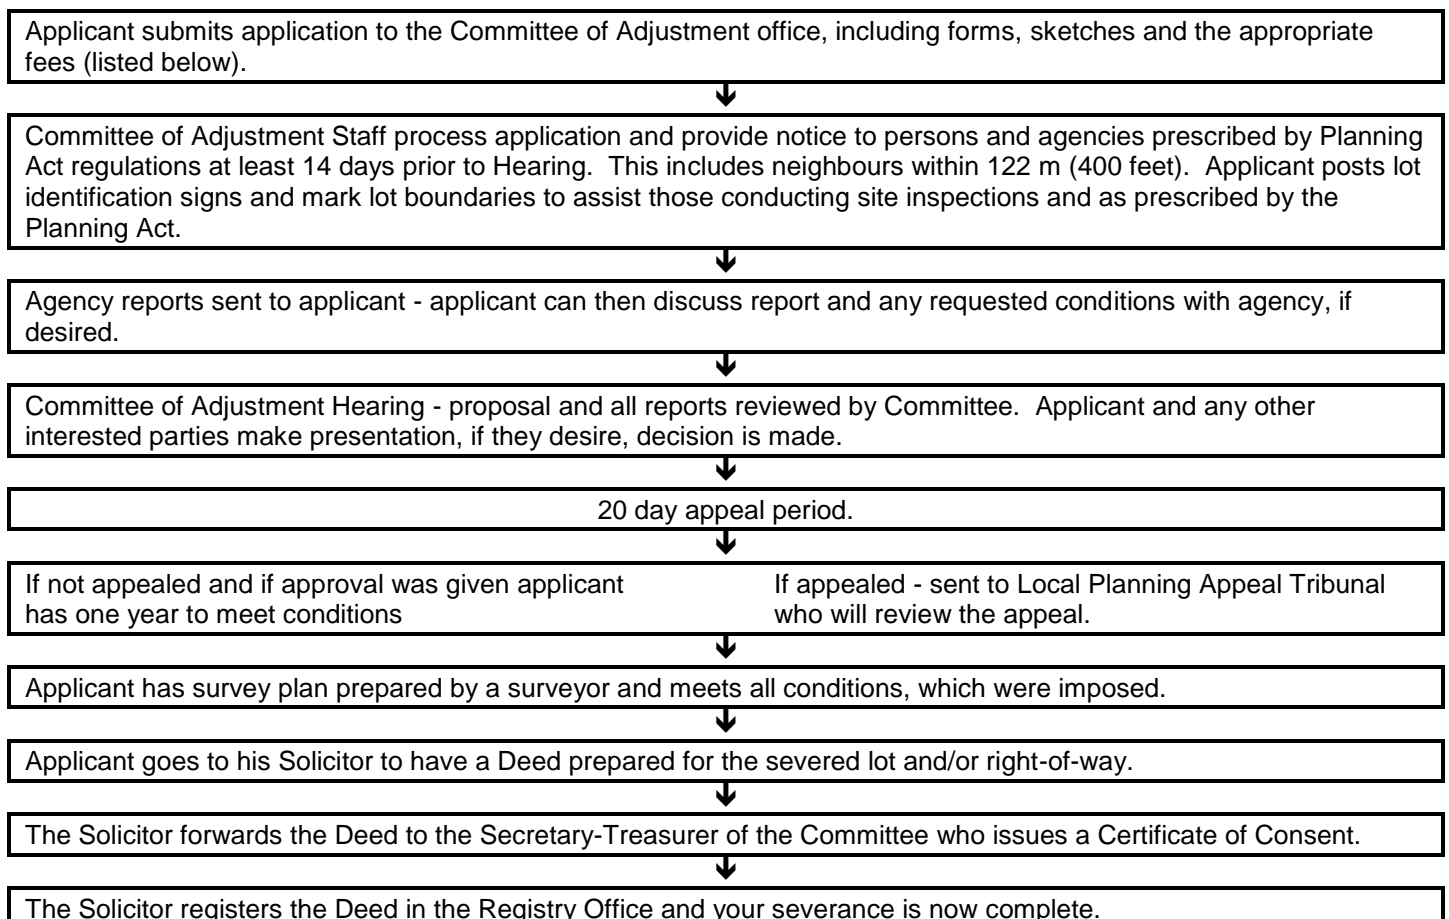 Applicant submits application to the Committee of Adjustment office, including forms, sketches and the appropriate
fees (listed below).
Committee of Adjustment Staff process application and provide notice to persons and agencies prescribed by Planning
Act regulations at least 14 days prior to Hearing.  This includes neighbours within 122 m (400 feet).  Applicant posts lot
identification signs and mark lot boundaries to assist those conducting site inspections and as prescribed by the
Planning Act.
Agency reports sent to applicant - applicant can then discuss report and any requested conditions with agency, if
desired.
Committee of Adjustment Hearing - proposal and all reports reviewed by Committee.  Applicant and any other
interested parties make presentation, if they desire, decision is made.
20 day appeal period.
If not appealed and if approval was given applicant
has one year to meet conditions
If appealed - sent to Local Planning Appeal Tribunal
who will review the appeal.
Applicant has survey plan prepared by a surveyor and meets all conditions, which were imposed.
Applicant goes to his Solicitor to have a Deed prepared for the severed lot and/or right-of-way.
The Solicitor forwards the Deed to the Secretary-Treasurer of the Committee who issues a Certificate of Consent.
The Solicitor registers the Deed in the Registry Office and your severance is now complete.